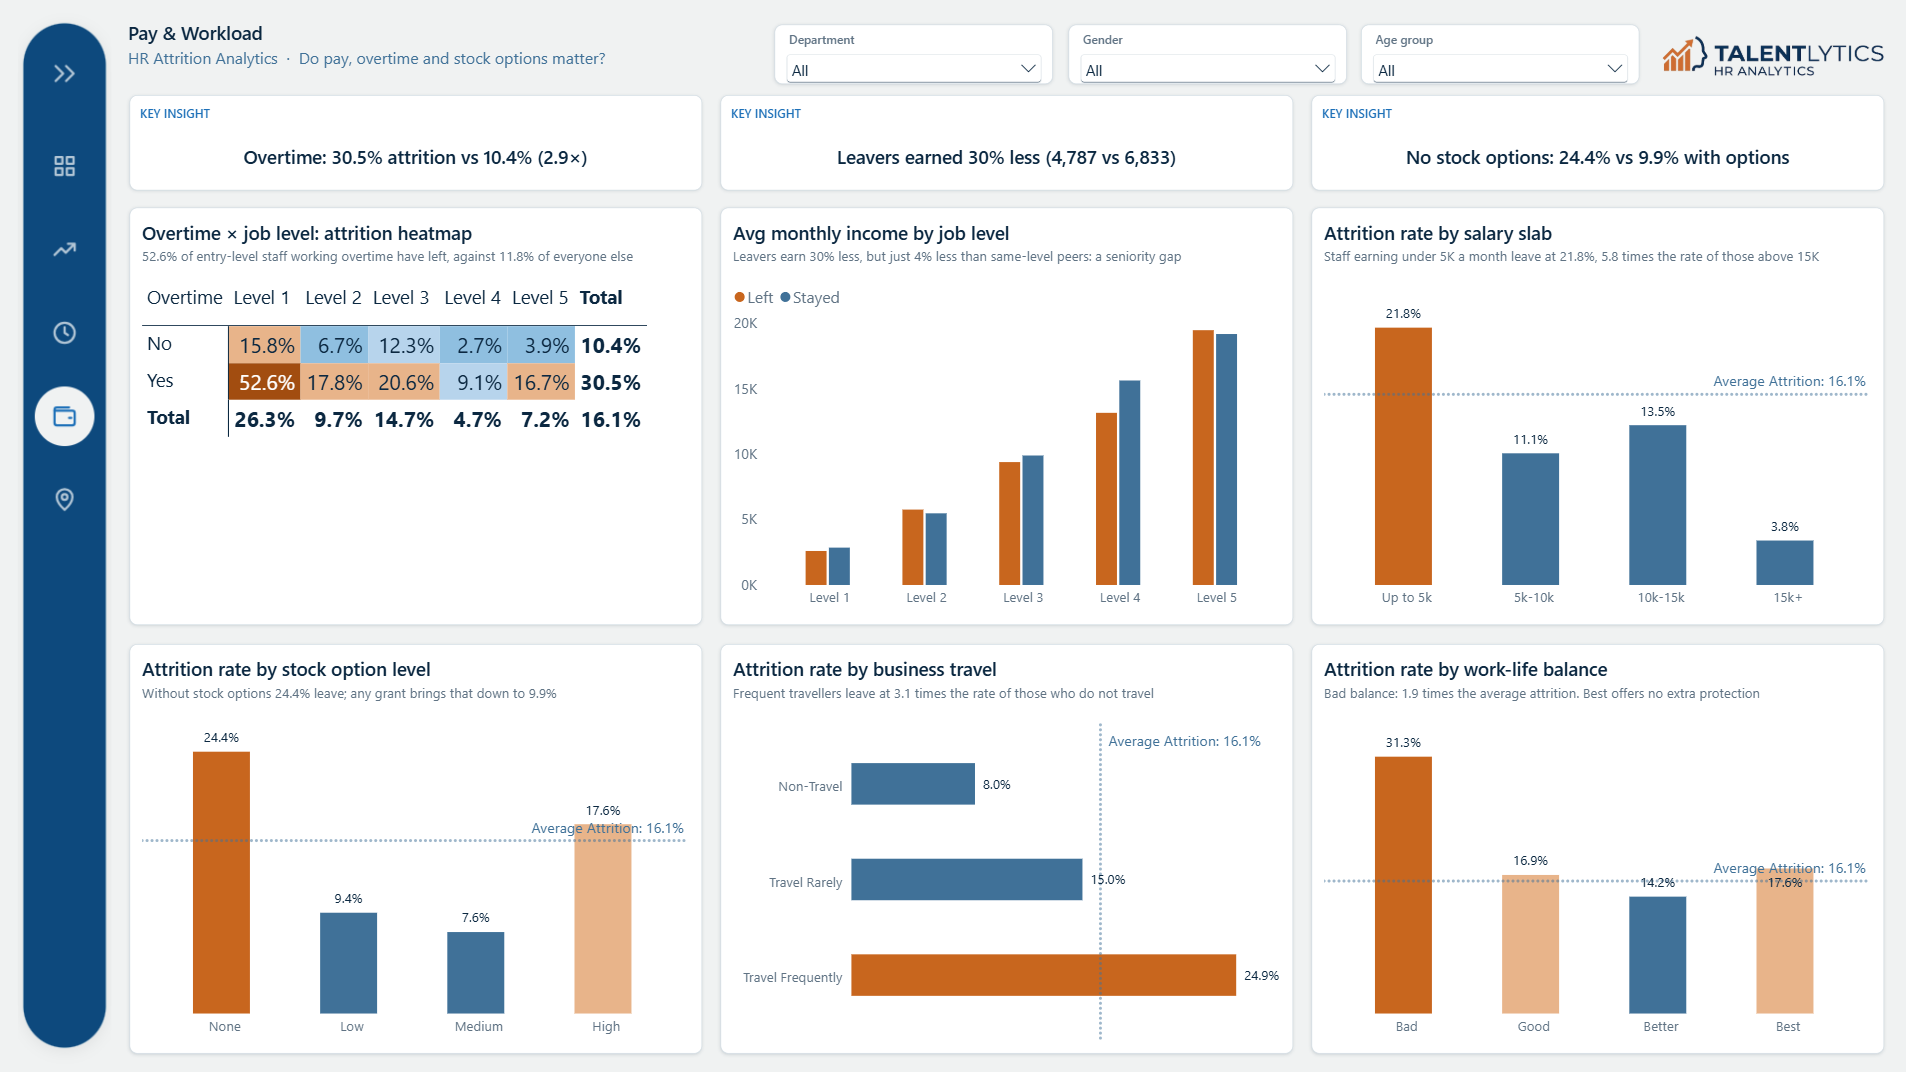 Pay & Workload
HR Attrition Analytics · Do pay, overtime and stock options matter?
Department
All
Gender
All
Age group
All
TALENTLYTICS
HR ANALYTICS
KEY INSIGHT
Overtime: 30.5% attrition vs 10.4% (2.9×)
KEY INSIGHT
Leavers earned 30% less (4,787 vs 6,833)
KEY INSIGHT
No stock options: 24.4% vs 9.9% with options
Overtime × job level: attrition heatmap
52.6% of entry-level staff working overtime have left, against 11.8% of everyone else
Overtime Level 1 Level 2 Level 3 Level 4 Level 5 Total
No 15.8% 6.7% 12.3% 2.7% 3.9% 10.4%
Yes 52.6% 17.8% 20.6% 9.1% 16.7% 30.5%
Total 26.3% 9.7% 14.7% 4.7% 7.2% 16.1%
Avg monthly income by job level
Leavers earn 30% less, but just 4% less than same-level peers: a seniority gap
Left Stayed
20K
15K
10K
5K
0K
Level 1 Level 2 Level 3 Level 4 Level 5
Attrition rate by salary slab
Staff earning under 5K a month leave at 21.8%, 5.8 times the rate of those above 15K
21.8%
Average Attrition: 16.1%
13.5%
11.1%
3.8%
Up to 5k 5k-10k 10k-15k 15k+
Attrition rate by stock option level
Without stock options 24.4% leave; any grant brings that down to 9.9%
24.4%
17.6%
Average Attrition: 16.1%
9.4%
7.6%
None Low Medium High
Attrition rate by business travel
Frequent travellers leave at 3.1 times the rate of those who do not travel
Average Attrition: 16.1%
Non-Travel 8.0%
Travel Rarely 15.0%
Travel Frequently 24.9%
Attrition rate by work-life balance
Bad balance: 1.9 times the average attrition. Best offers no extra protection
31.3%
16.9%
Average Attrition: 16.1%
14.2% 17.6%
Bad Good Better Best